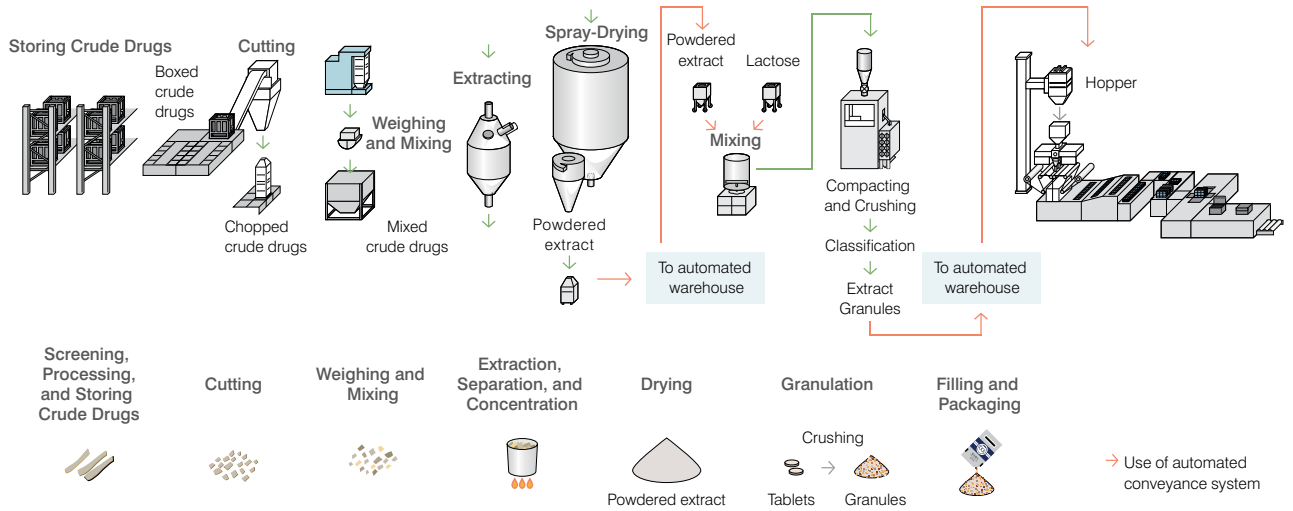 Storing Crude Drugs
Boxed
crude
drugs
Cutting
Chopped
crude drugs
Weighing
and Mixing
Mixed
crude drugs
Extracting
Spray-Drying
Powdered
extract
To automated
warehouse
Powdered
extract
Lactose
Mixing
Compacting
and Crushing
Classification
Extract
Granules
To automated
warehouse
Hopper
Screening,
Processing,
and Storing
Crude Drugs
Cutting
Weighing and
Mixing
Extraction,
Separation, and
Concentration
Drying
Powdered extract
Granulation
Crushing
Tablets
Granules
Filling and
Packaging
Use of automated
conveyance system